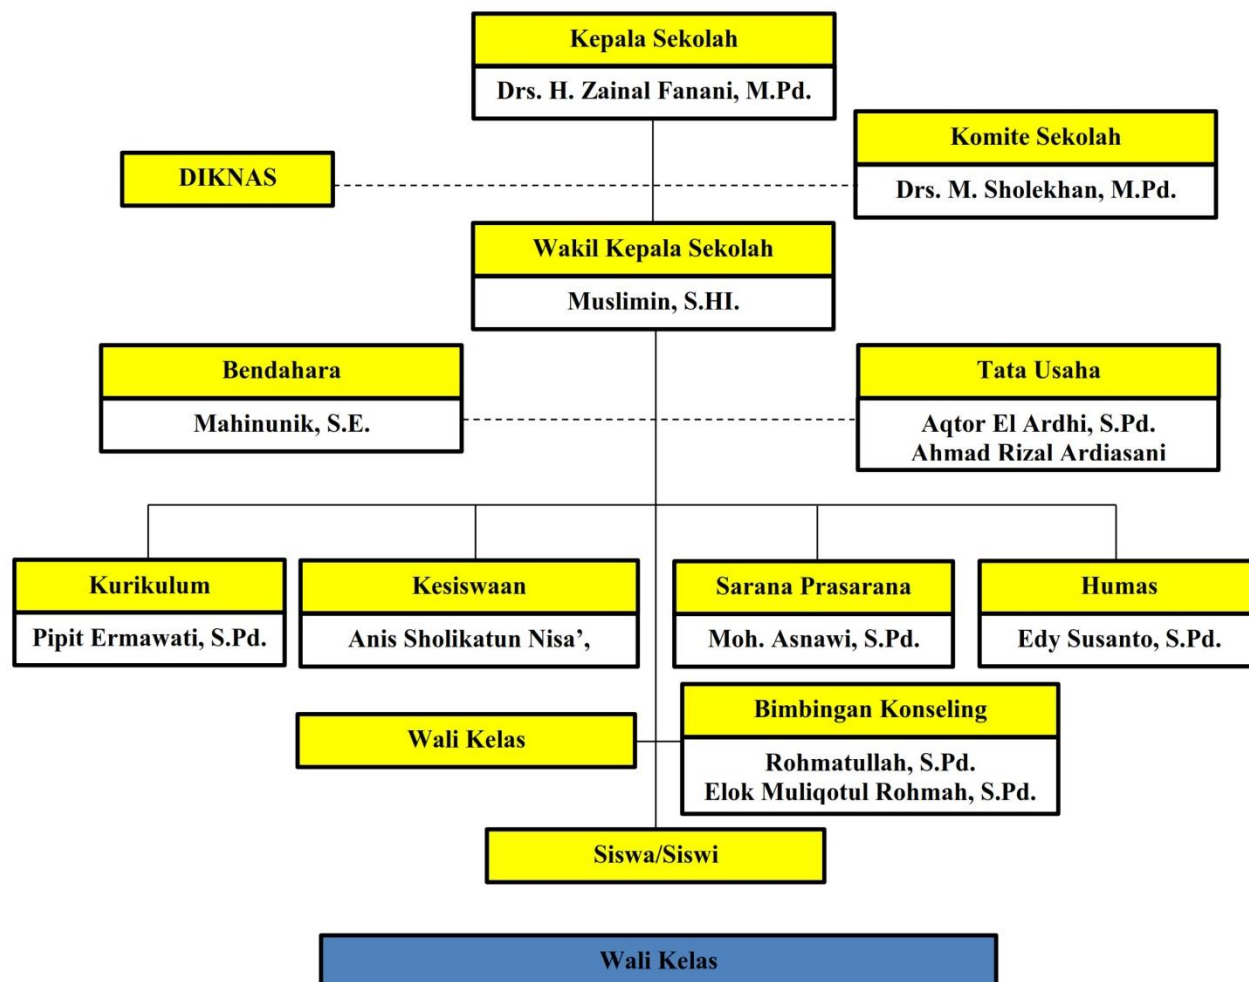 Kepala Sekolah
Drs. H. Zainal Fanani, M.Pd.
Komite Sekolah
Drs. M. Sholekhan, M.Pd.
DIKNAS
Wakil Kepala Sekolah
Muslimin, S.HI.
Bendahara
Mahinunik, S.E.
Tata Usaha
Aqtor El Ardhi, S.Pd.
Ahmad Rizal Ardiasani
Kurikulum
Pipit Ermawati, S.Pd.
Kesiswaan
Anis Sholikatun Nisa’,
Sarana Prasarana
Moh. Asnawi, S.Pd.
Humas
Edy Susanto, S.Pd.
Wali Kelas
Bimbingan Konseling
Rohmatullah, S.Pd.
Elok Muliqotul Rohmah, S.Pd.
Siswa/Siswi
Wali Kelas